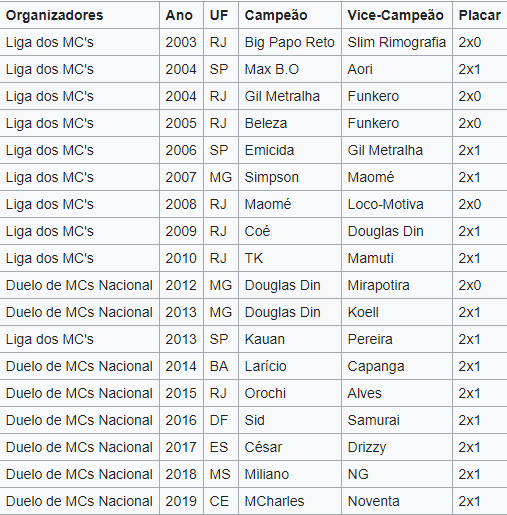 Organizadores Ano UF Campeão Vice-Campeão Placar
Liga dos MC's 2003 RJ Big Papo Reto Slim Rimografia 2x0
Liga dos MC's 2004 SP Max B.O Aori 2x1
Liga dos MC's 2004 RJ Gil Metralha Funkero 2x0
Liga dos MC's 2005 RJ Beleza Funkero 2x0
Liga dos MC's 2006 SP Emicida Gil Metralha 2x1
Liga dos MC's 2007 MG Simpson Maomé 2x1
Liga dos MC's 2008 RJ Maomé Loco-Motiva 2x0
Liga dos MC's 2009 RJ Coé Douglas Din 2x1
Liga dos MC's 2010 RJ TK Mamuti 2x1
Duelo de MCs Nacional 2012 MG Douglas Din Mirapotira 2x0
Duelo de MCs Nacional 2013 MG Douglas Din Koell 2x1
Liga dos MC's 2013 SP Kauan Pereira 2x1
Duelo de MCs Nacional 2014 BA Larício Capanga 2x1
Duelo de MCs Nacional 2015 RJ Orochi Alves 2x1
Duelo de MCs Nacional 2016 DF Sid Samurai 2x1
Duelo de MCs Nacional 2017 ES César Drizzy 2x1
Duelo de MCs Nacional 2018 MS Miliano NG 2x1
Duelo de MCs Nacional 2019 CE MCharles Noventa 2x1